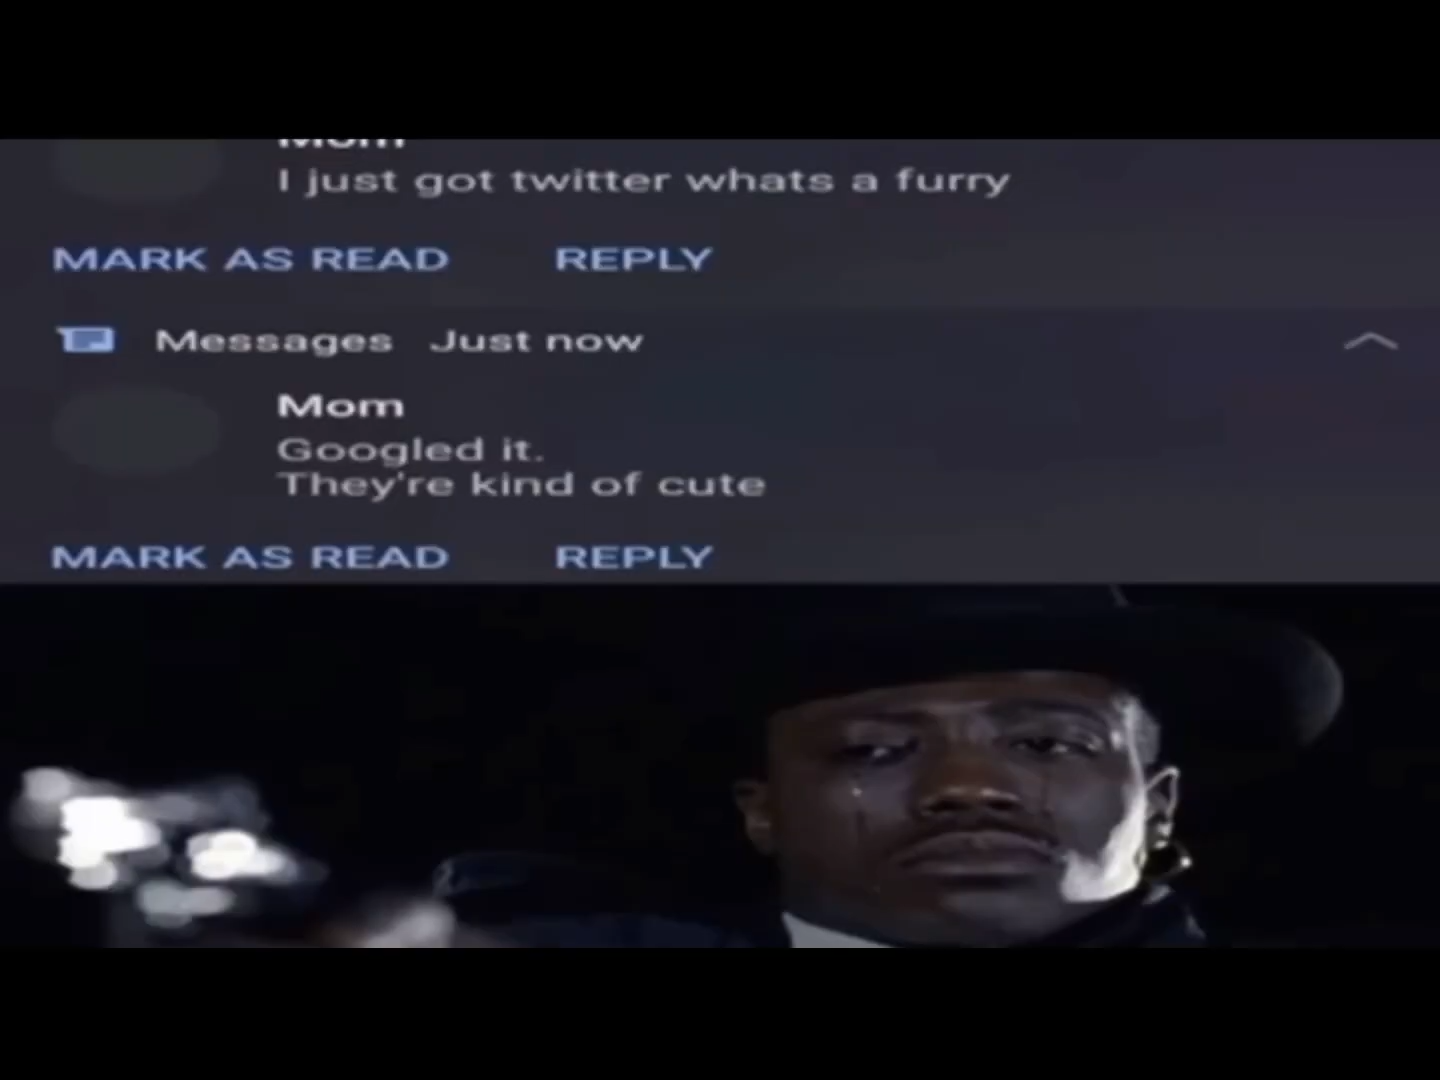 Mom
I just got twitter whats a furry
MARK AS READ REPLY
Messages Just now
Mom
Googled it.
They're kind of cute
MARK AS READ REPLY